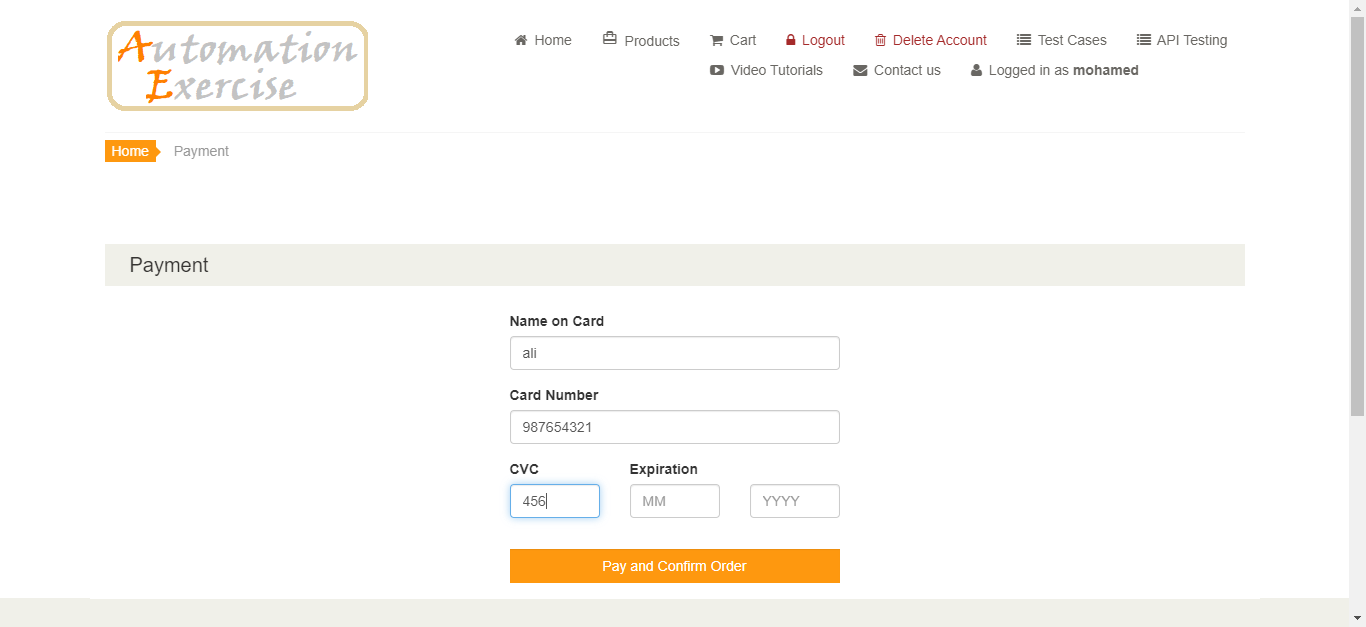 Automation
Exercise
Home Products Cart Logout Delete Account Test Cases API Testing
Video Tutorials Contact us Logged in as mohamed
Home Payment
Payment
Name on Card
ali
Card Number
987654321
CVC Expiration
456 MM YYYY
Pay and Confirm Order